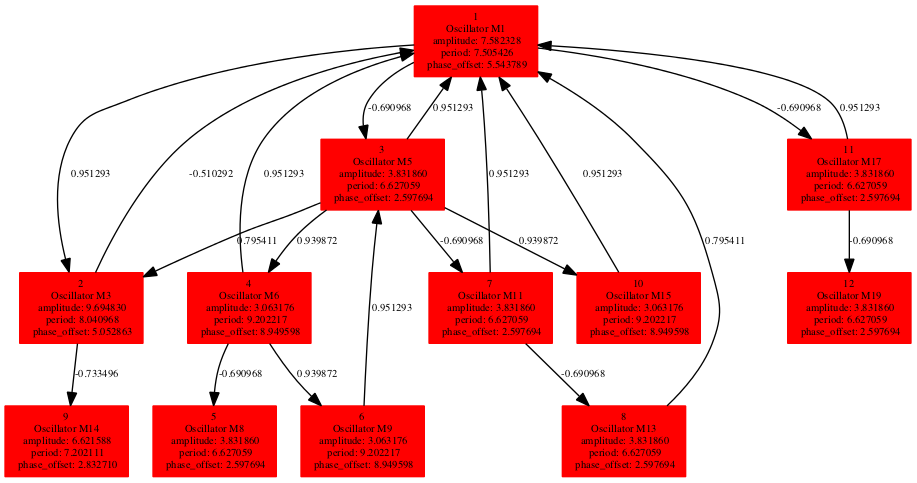 1
Oscillator M1
amplitude: 7.582328
period: 7.505426
phase_offset: 5.543789
-0.690968
0.951293
-0.690968
0.951293
3
Oscillator M5
amplitude: 3.831860
period: 6.627059
phase_offset: 2.597694
11
Oscillator M17
amplitude: 3.831860
period: 6.627059
phase_offset: 2.597694
0.951293
-0.510292
0.951293
0.951293
0.951293
0.795411
0.939872
-0.690968
0.939872
0.795411
-0.690968
2
Oscillator M3
amplitude: 9.694830
period: 8.040968
phase_offset: 5.052863
4
Oscillator M6
amplitude: 3.063176
period: 9.202217
phase_offset: 8.949598
7
Oscillator M11
amplitude: 3.831860
period: 6.627059
phase_offset: 2.597694
10
Oscillator M15
amplitude: 3.063176
period: 9.202217
phase_offset: 8.949598
12
Oscillator M19
amplitude: 3.831860
period: 6.627059
phase_offset: 2.597694
0.951293
-0.733496
-0.690968
0.939872
-0.690968
9
Oscillator M14
amplitude: 6.621588
period: 7.202111
phase_offset: 2.832710
5
Oscillator M8
amplitude: 3.831860
period: 6.627059
phase_offset: 2.597694
6
Oscillator M9
amplitude: 3.063176
period: 9.202217
phase_offset: 8.949598
8
Oscillator M13
amplitude: 3.831860
period: 6.627059
phase_offset: 2.597694